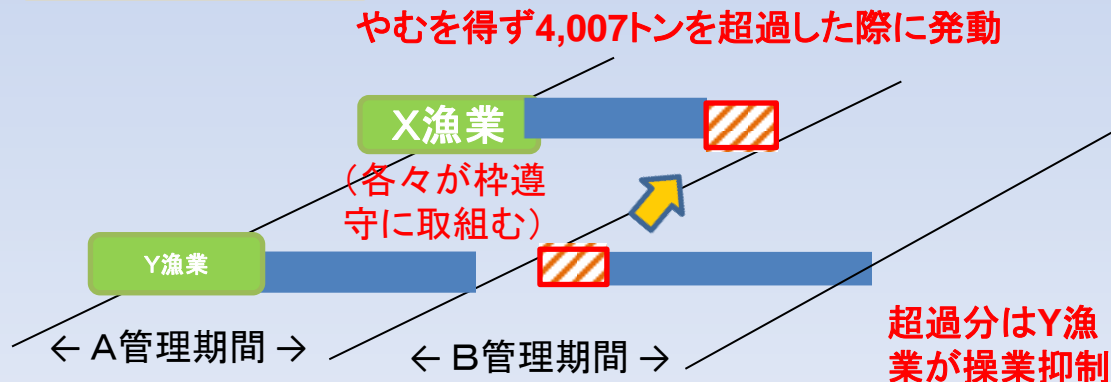 やむを得ず4,007トンを超過した際に発動
X漁業
（各々が枠遵
守に取組む）
Y漁業
← A管理期間 →
← B管理期間 →
超過分はY漁
業が操業抑制